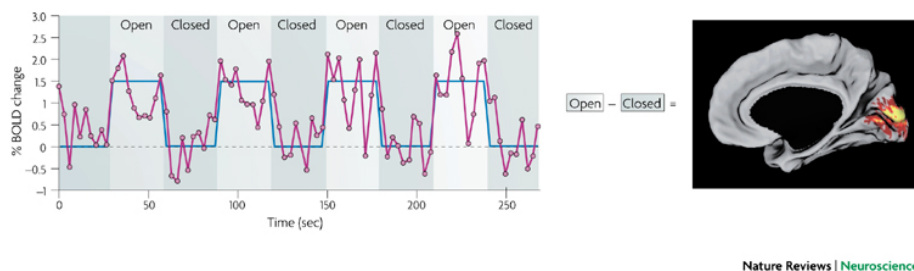 Open Closed Open Closed Open Closed Open Closed
3.0
2.5
2.0
1.5
1
0.5
0
–0.5
–1
% BOLD change
0 50 100 150 200 250
Time (sec)
Open – Closed =
Nature Reviews | Neuroscience